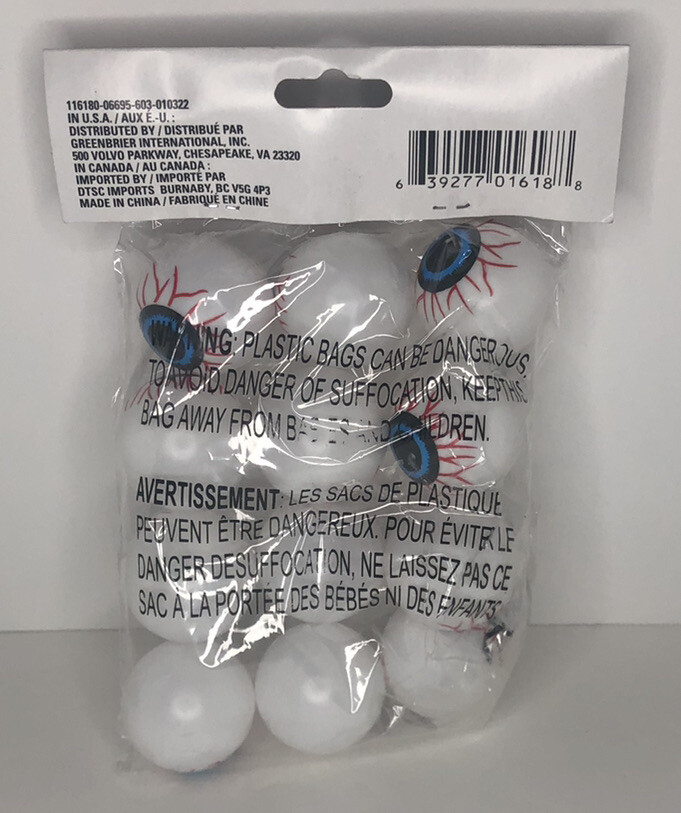 116180-06695-603-010322
IN U.S.A. / AUX É.-U. :
DISTRIBUTED BY / DISTRIBUÉ PAR
GREENBRIER INTERNATIONAL, INC.
500 VOLVO PARKWAY, CHESAPEAKE, VA 23320
IN CANADA / AU CANADA :
IMPORTED BY / IMPORTÉ PAR
DTSC IMPORTS BURNABY, BC V5G 4P3
MADE IN CHINA / FABRIQUÉ EN CHINE
6 39277 01618 8
WARNING: PLASTIC BAGS CAN BE DANGEROUS,
TO AVOID DANGER OF SUFFOCATION, KEEP THIS
BAG AWAY FROM BABIES AND CHILDREN.
AVERTISSEMENT: LES SACS DE PLASTIQUE
PEUVENT ÊTRE DANGEREUX. POUR ÉVITER LE
DANGER DESUFFOCATION, NE LAISSEZ PAS CE
SAC À LA PORTÉE DES BÉBÉS NI DES ENFANTS.